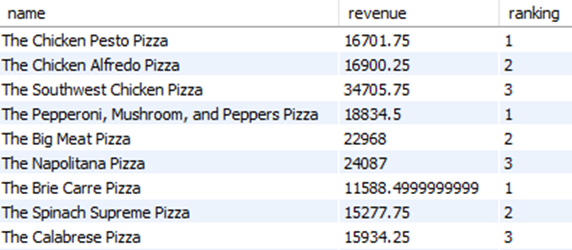 name revenue ranking
The Chicken Pesto Pizza 16701.75 1
The Chicken Alfredo Pizza 16900.25 2
The Southwest Chicken Pizza 34705.75 3
The Pepperoni, Mushroom, and Peppers Pizza 18834.5 1
The Big Meat Pizza 22968 2
The Napolitana Pizza 24087 3
The Brie Carre Pizza 11588.4999999999 1
The Spinach Supreme Pizza 15277.75 2
The Calabrese Pizza 15934.25 3